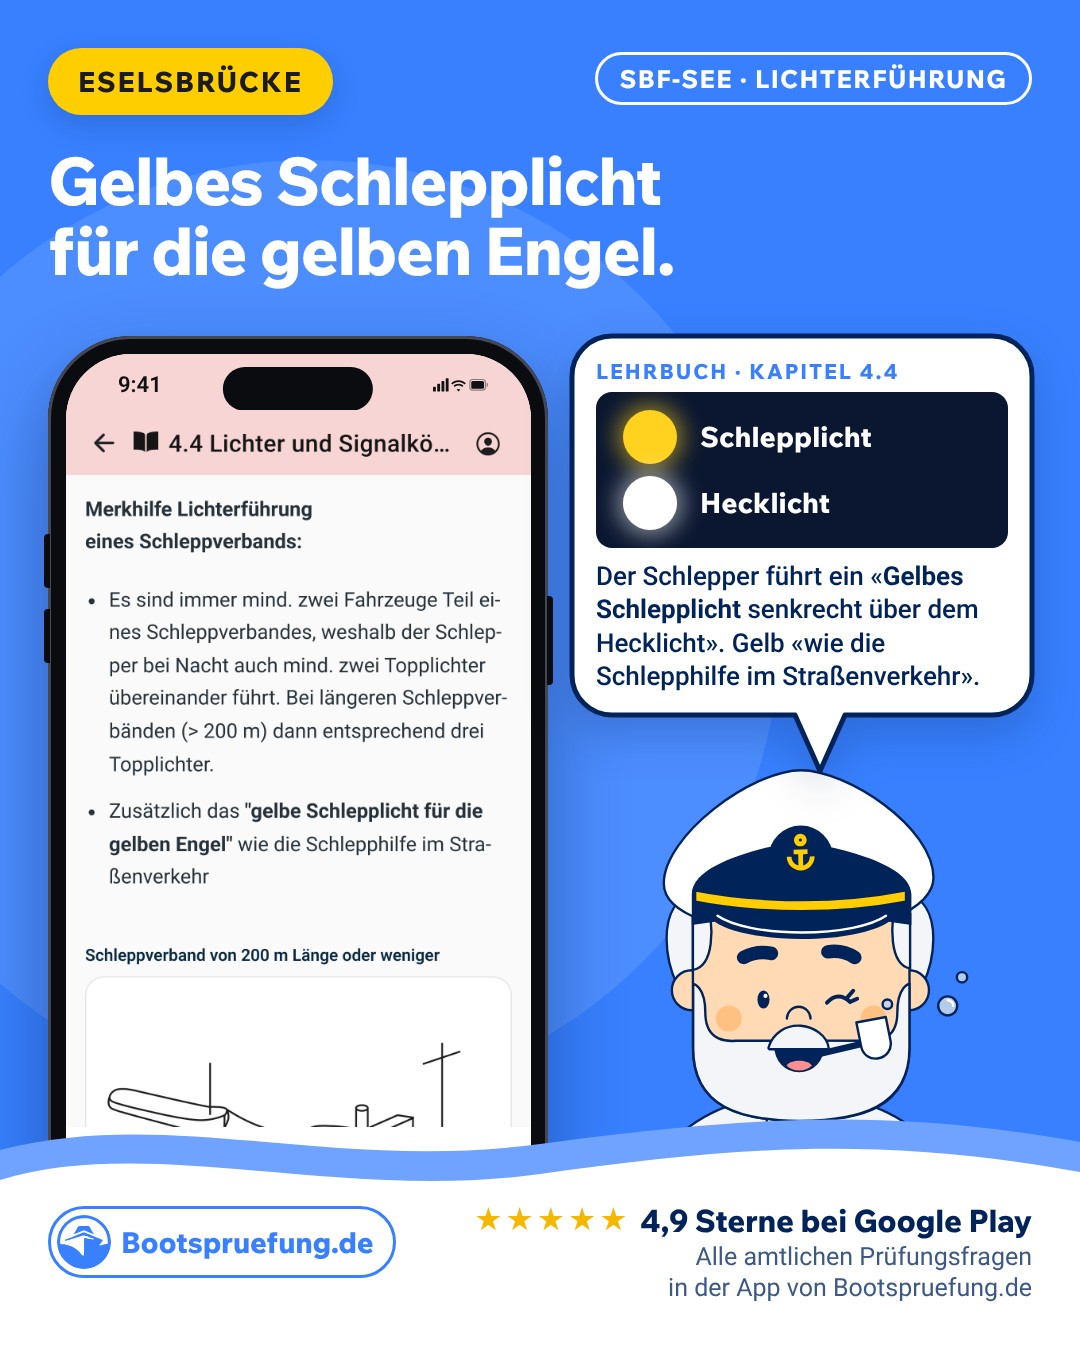 ESELSBRÜCKE
SBF-SEE · LICHTERFÜHRUNG
Gelbes Schlepplicht
für die gelben Engel.
9:41
4.4 Lichter und Signalkö...
Merkhilfe Lichterführung
eines Schleppverbands:
• Es sind immer mind. zwei Fahrzeuge Teil ei-
nes Schleppverbandes, weshalb der Schlep-
per bei Nacht auch mind. zwei Topplichter
übereinander führt. Bei längeren Schleppver-
bänden (> 200 m) dann entsprechend drei
Topplichter.
• Zusätzlich das "gelbe Schlepplicht für die
gelben Engel" wie die Schlepphilfe im Stra-
ßenverkehr
Schleppverband von 200 m Länge oder weniger
LEHRBUCH · KAPITEL 4.4
Schlepplicht
Hecklicht
Der Schlepper führt ein «Gelbes
Schlepplicht senkrecht über dem
Hecklicht». Gelb «wie die
Schlepphilfe im Straßenverkehr».
Bootspruefung.de
★★★★★ 4,9 Sterne bei Google Play
Alle amtlichen Prüfungsfragen
in der App von Bootspruefung.de